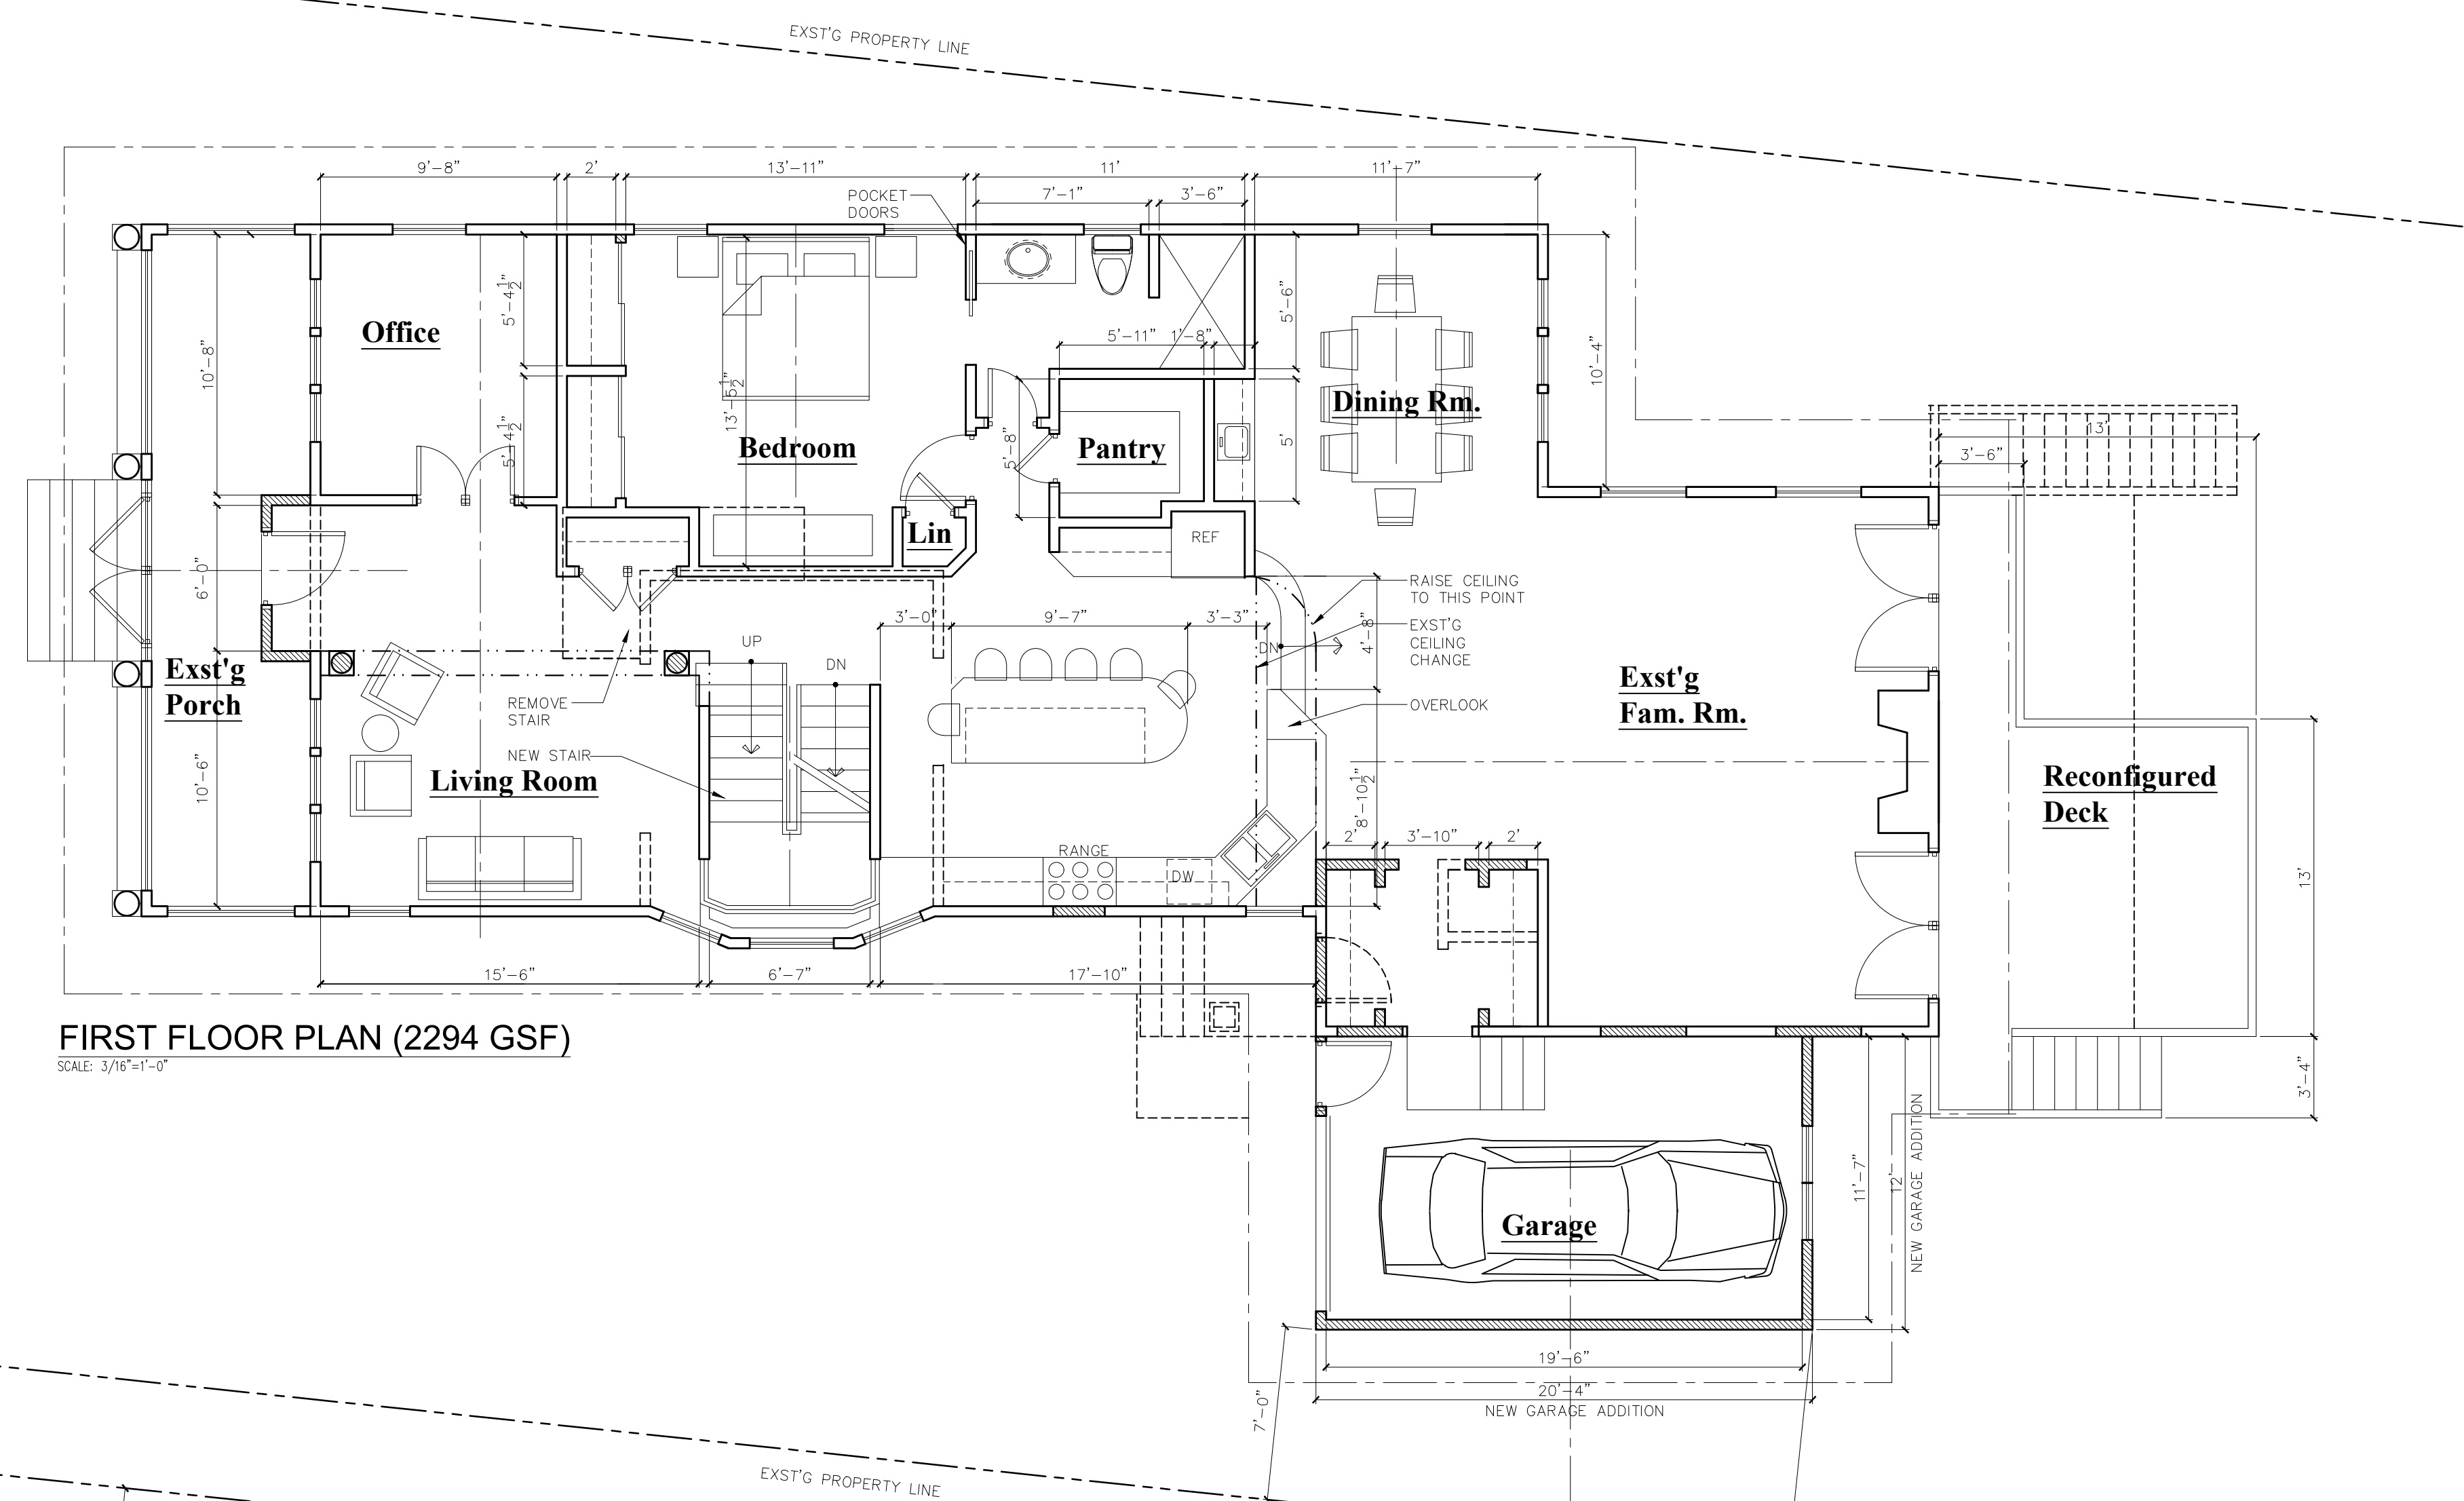 EXST'G PROPERTY LINE
9'-8"
2'
13'-11"
11'
11'-7"
7'-1"
3'-6"
POCKET
DOORS
5'-4 1/2"
10'-8"
Office
5'-4 1/2"
13'-5 1/2"
Bedroom
5'-11"
1'-8"
5'-6"
5'-8"
Pantry
5'
Dining Rm.
10'-4"
13'
3'-6"
Lin
REF
6'-0"
RAISE CEILING
TO THIS POINT
EXST'G
CEILING
CHANGE
OVERLOOK
3'-0"
9'-7"
3'-3"
DN
4'-8"
UP
DN
Exst'g
Porch
REMOVE
STAIR
NEW STAIR
Living Room
10'-6"
Exst'g
Fam. Rm.
Reconfigured
Deck
8'-10 1/2"
2'
3'-10"
2'
RANGE
DW
13'
15'-6"
6'-7"
17'-10"
FIRST FLOOR PLAN (2294 GSF)
SCALE: 3/16"=1'-0"
3'-4"
Garage
11'-7"
12'
NEW GARAGE ADDITION
19'-6"
20'-4"
NEW GARAGE ADDITION
7'-0"
EXST'G PROPERTY LINE